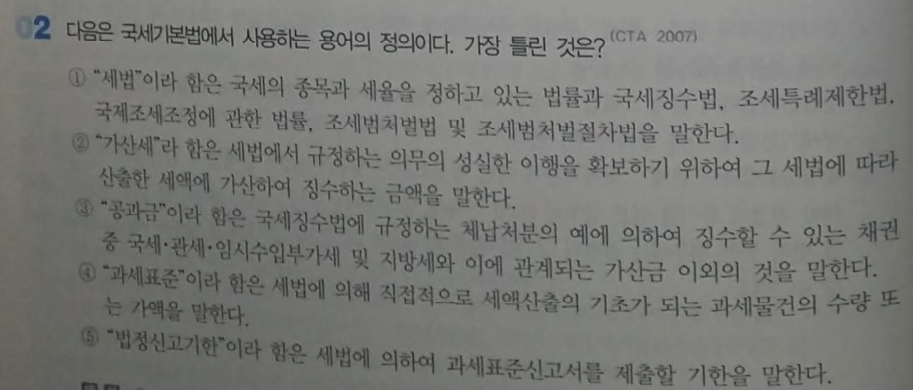 02 다음은 국세기본법에서 사용하는 용어의 정의이다. 가장 틀린 것은? (CTA 2007)
① “세법”이라 함은 국세의 종목과 세율을 정하고 있는 법률과 국세징수법, 조세특례제한법,
국제조세조정에 관한 법률, 조세범처벌법 및 조세범처벌절차법을 말한다.
② “가산세”라 함은 세법에서 규정하는 의무의 성실한 이행을 확보하기 위하여 그 세법에 따라
산출한 세액에 가산하여 징수하는 금액을 말한다.
③ “공과금”이라 함은 국세징수법에 규정하는 체납처분의 예에 의하여 징수할 수 있는 채권
중 국세·관세·임시수입부가세 및 지방세와 이에 관계되는 가산금 이외의 것을 말한다.
④ “과세표준”이라 함은 세법에 의해 직접적으로 세액산출의 기초가 되는 과세물건의 수량 또
는 가액을 말한다.
⑤ “법정신고기한”이라 함은 세법에 의하여 과세표준신고서를 제출할 기한을 말한다.